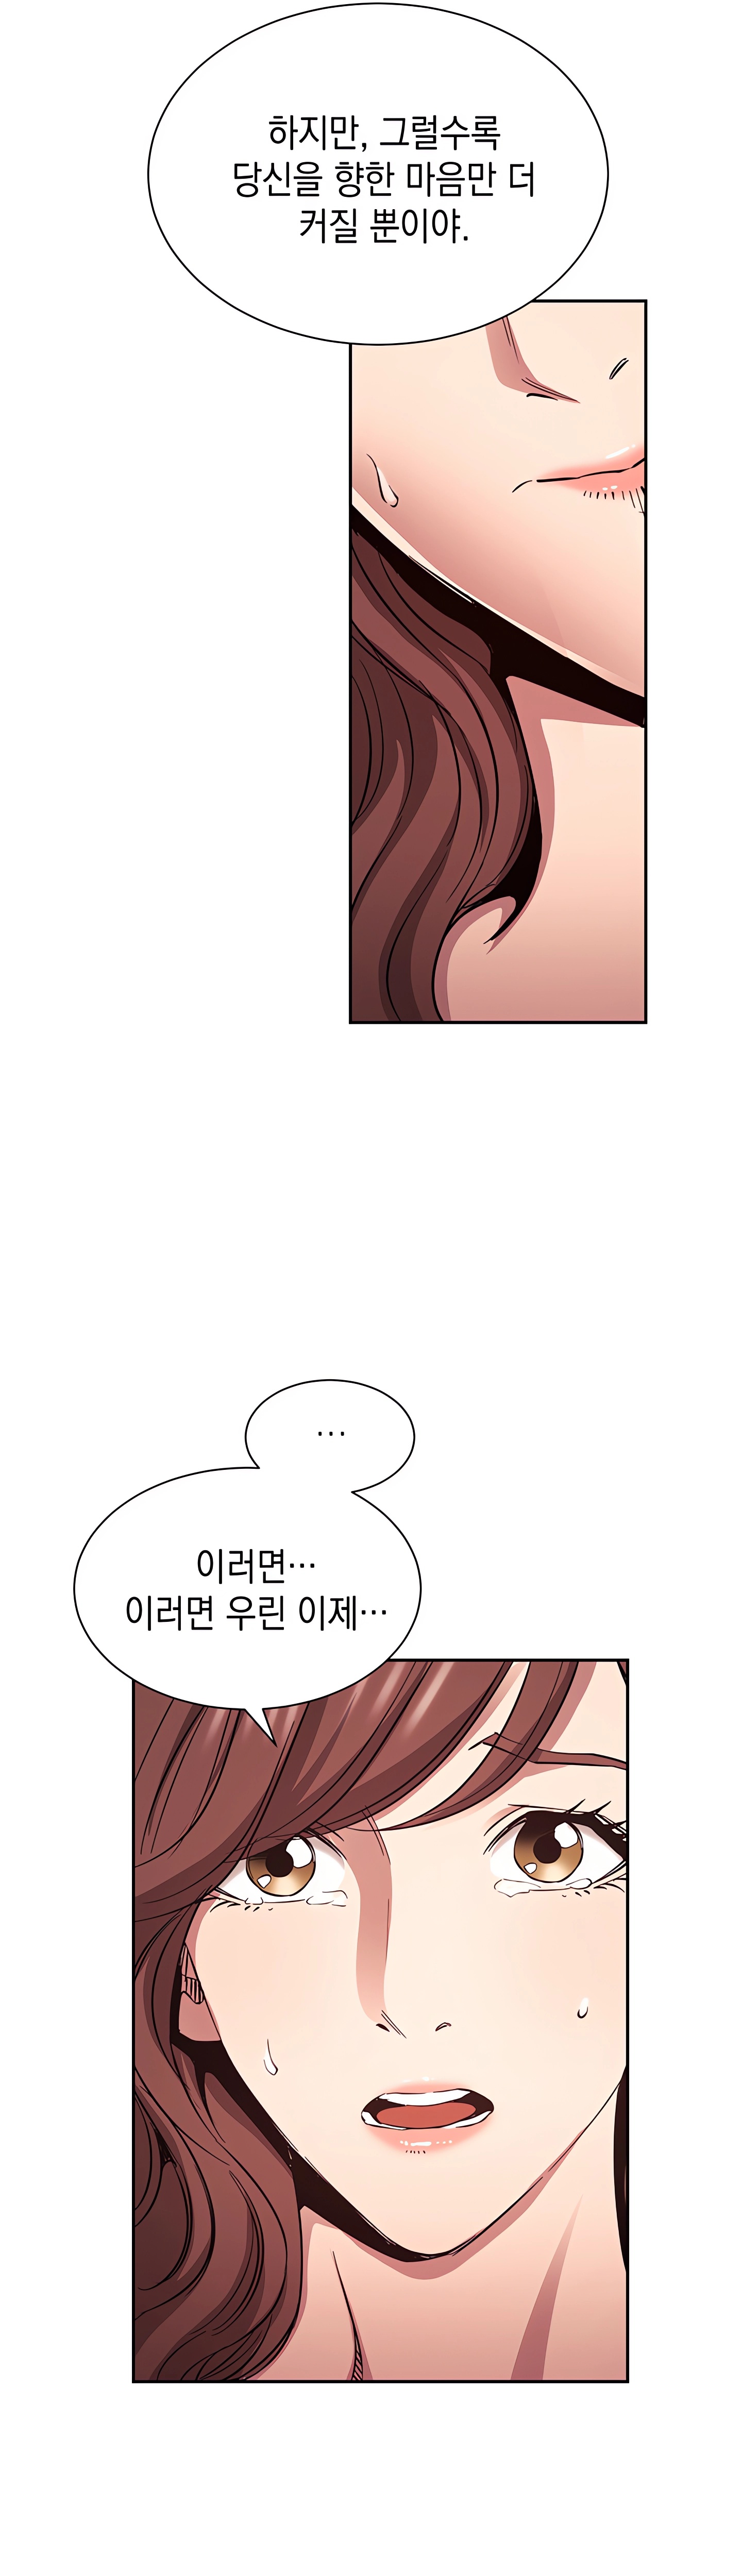 하지만, 그럴수록
당신을 향한 마음만 더
커질 뿐이야.
…
이러면…
이러면 우린 이제…